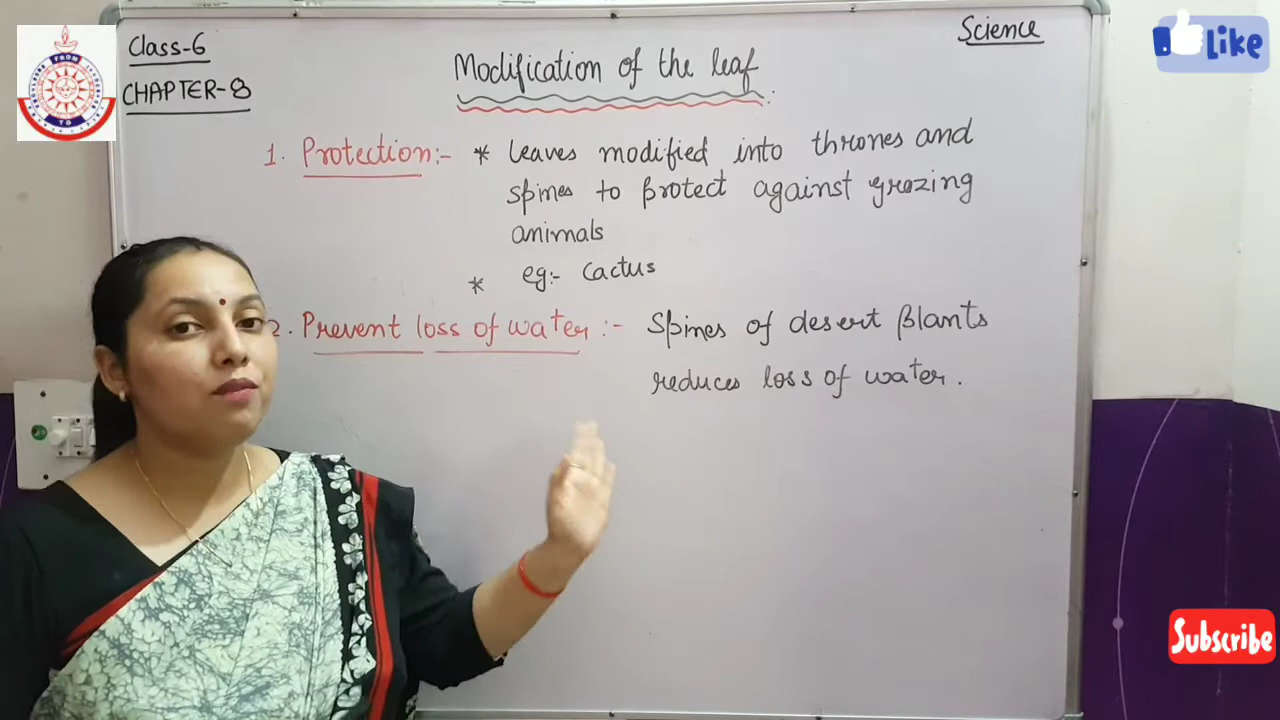 Class-6
CHAPTER-8
Science
Like
Modification of the leaf
1. Protection:- * leaves modified into thrones and
spines to protect against grazing
animals
* eg:- Cactus
2. Prevent loss of water:- Spines of desert plants
reduces loss of water.
Subscribe